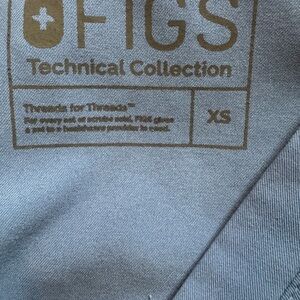 FIGS
Technical Collection
Threads for Threads™
For every set of scrubs sold, FIGS gives
a set to a healthcare provider in need.
XS